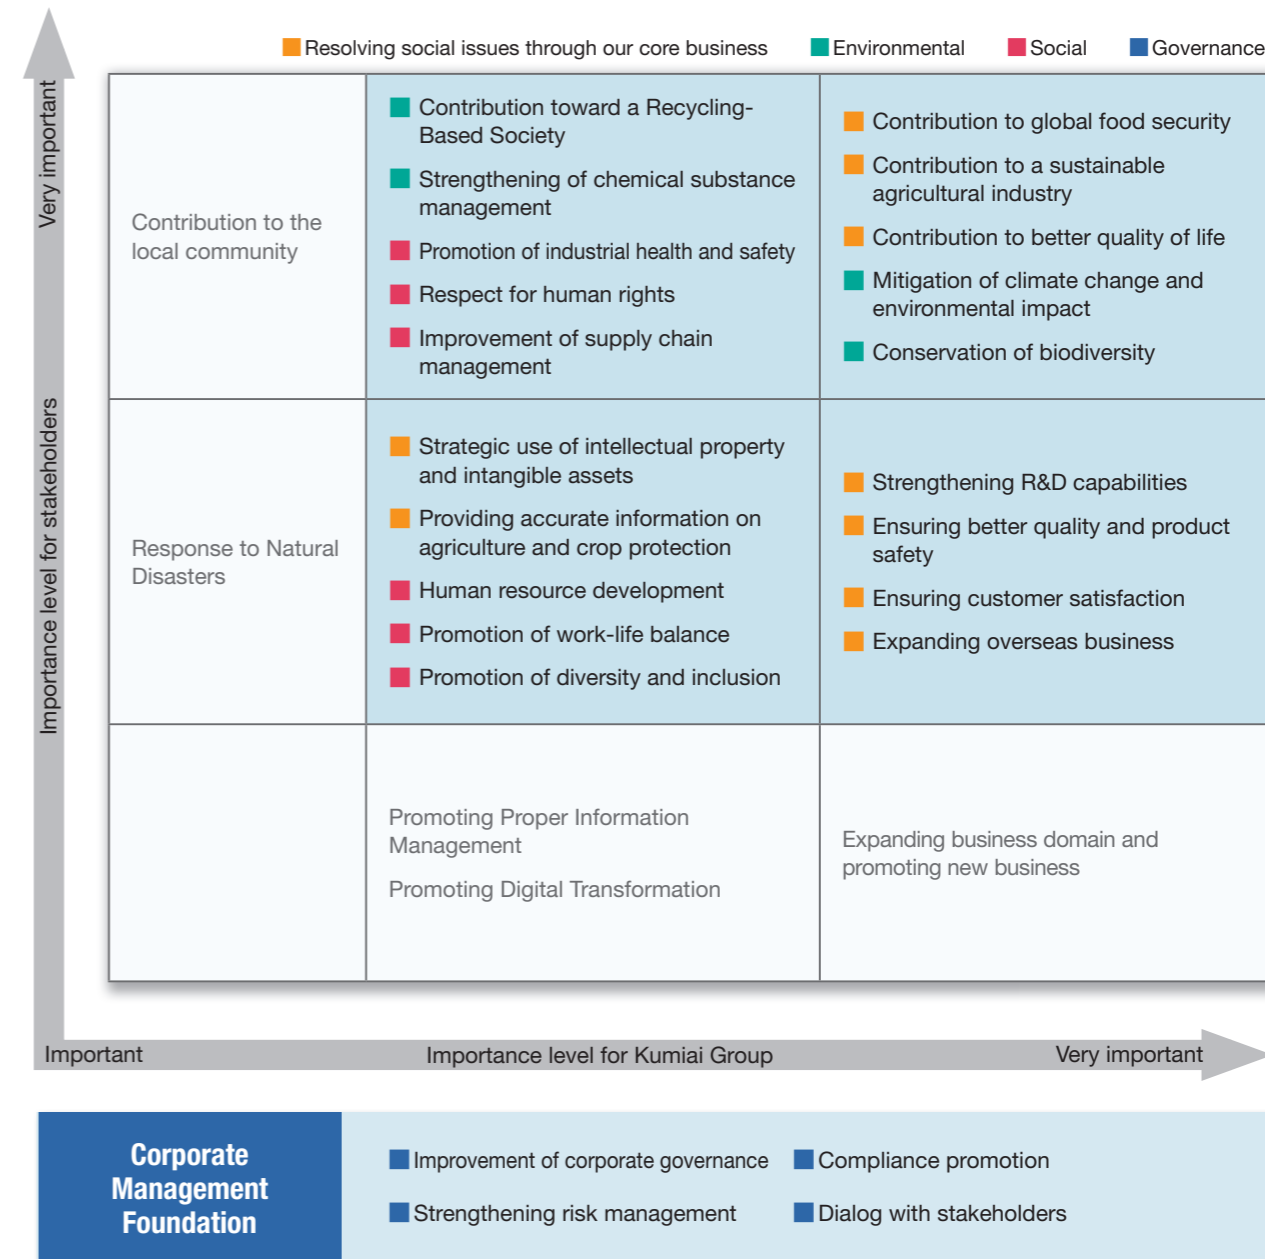 Resolving social issues through our core business
Environmental
Social
Governance
Very important
Importance level for stakeholders
Contribution to the
local community
Contribution toward a Recycling-
Based Society
Strengthening of chemical substance
management
Promotion of industrial health and safety
Respect for human rights
Improvement of supply chain
management
Contribution to global food security
Contribution to a sustainable
agricultural industry
Contribution to better quality of life
Mitigation of climate change and
environmental impact
Conservation of biodiversity
Response to Natural
Disasters
Strategic use of intellectual property
and intangible assets
Providing accurate information on
agriculture and crop protection
Human resource development
Promotion of work-life balance
Promotion of diversity and inclusion
Strengthening R&D capabilities
Ensuring better quality and product
safety
Ensuring customer satisfaction
Expanding overseas business
Promoting Proper Information
Management
Promoting Digital Transformation
Expanding business domain and
promoting new business
Important
Importance level for Kumiai Group
Very important
Corporate
Management
Foundation
Improvement of corporate governance
Compliance promotion
Strengthening risk management
Dialog with stakeholders